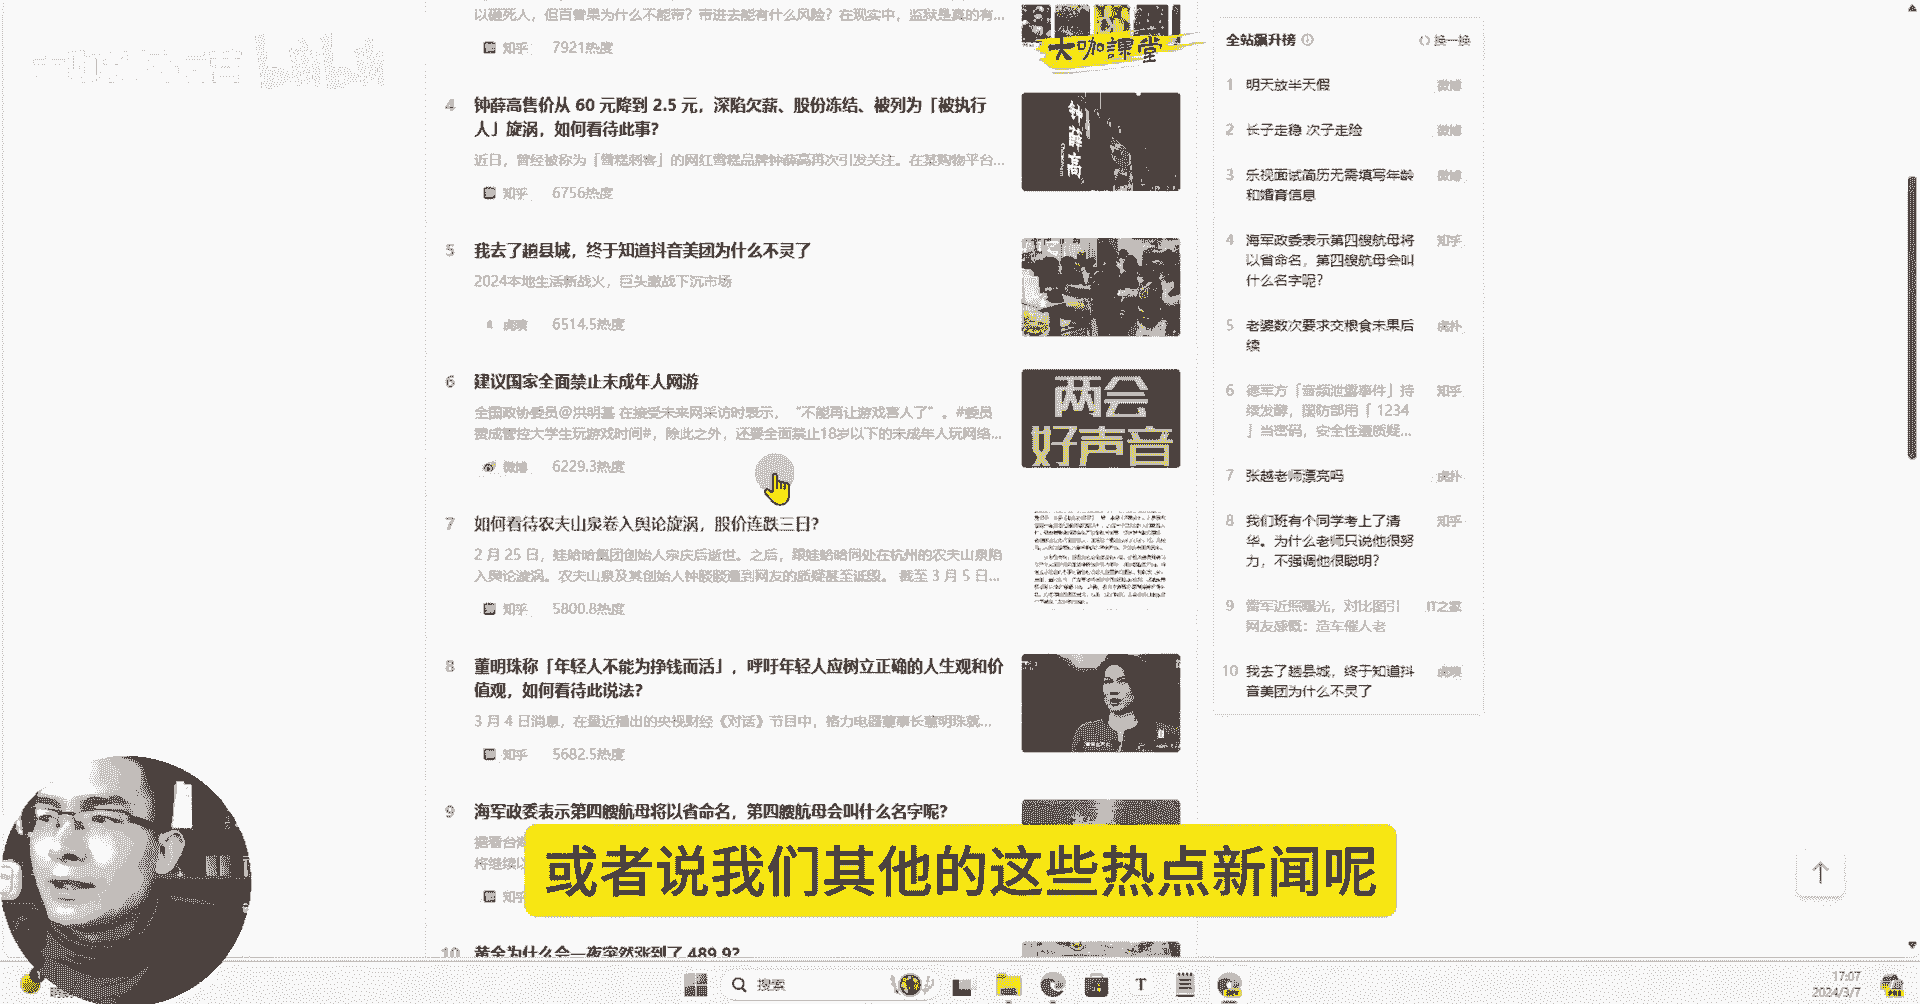 以砸死人，但百香果为什么不能带？带进去能有什么风险？在现实中，监狱是真的有...
知乎 7921热度
大咖課堂
4 钟薛高售价从 60 元降到 2.5 元，深陷欠薪、股份冻结、被列为「被执行
人」旋涡，如何看待此事？
近日，曾经被称为「雪糕刺客」的网红雪糕品牌钟薛高再次引发关注。在某购物平台...
知乎 6756热度
钟薛高
5 我去了趟县城，终于知道抖音美团为什么不灵了
2024本地生活新战火，巨头激战下沉市场
虎嗅 6514.5热度
6 建议国家全面禁止未成年人网游
全国政协委员@洪明基 在接受未来网采访时表示，“不能再让游戏害人了”。#委员
赞成管控大学生玩游戏时间#，除此之外，还要全面禁止18岁以下的未成年人玩网络...
微博 6229.3热度
两会
好声音
7 如何看待农夫山泉卷入舆论旋涡，股价连跌三日？
2 月 25 日，娃哈哈集团创始人宗庆后逝世。之后，跟娃哈哈同处在杭州的农夫山泉陷
入舆论漩涡。农夫山泉及其创始人钟睒睒遭到网友的质疑甚至诋毁。 截至 3 月 5 日...
知乎 5800.8热度
8 董明珠称「年轻人不能为挣钱而活」，呼吁年轻人应树立正确的人生观和价
值观，如何看待此说法？
3 月 4 日消息，在最近播出的央视财经《对话》节目中，格力电器董事长董明珠就...
知乎 5682.5热度
9 海军政委表示第四艘航母将以省命名，第四艘航母会叫什么名字呢？
据看台海
将继续以
知乎
10 黄金为什么会一夜突然涨到了 489.9？
全站飙升榜 换一换
1 明天放半天假 微博
2 长子走稳 次子走险 微博
3 乐视面试简历无需填写年龄 微博
和婚育信息
4 海军政委表示第四艘航母将 知乎
以省命名，第四艘航母会叫
什么名字呢？
5 老婆数次要求交粮食未果后 虎扑
续
6 德军方「音频泄露事件」持 知乎
续发酵，国防部用「 1234
」当密码，安全性遭质疑...
7 张越老师漂亮吗 虎扑
8 我们班有个同学考上了清 知乎
华。为什么老师只说他很努
力，不强调他很聪明？
9 雷军近照曝光，对比图引 IT之家
网友感慨：造车催人老
10 我去了趟县城，终于知道抖 虎嗅
音美团为什么不灵了
或者说我们其他的这些热点新闻呢
搜索
17:07
2024/3/7